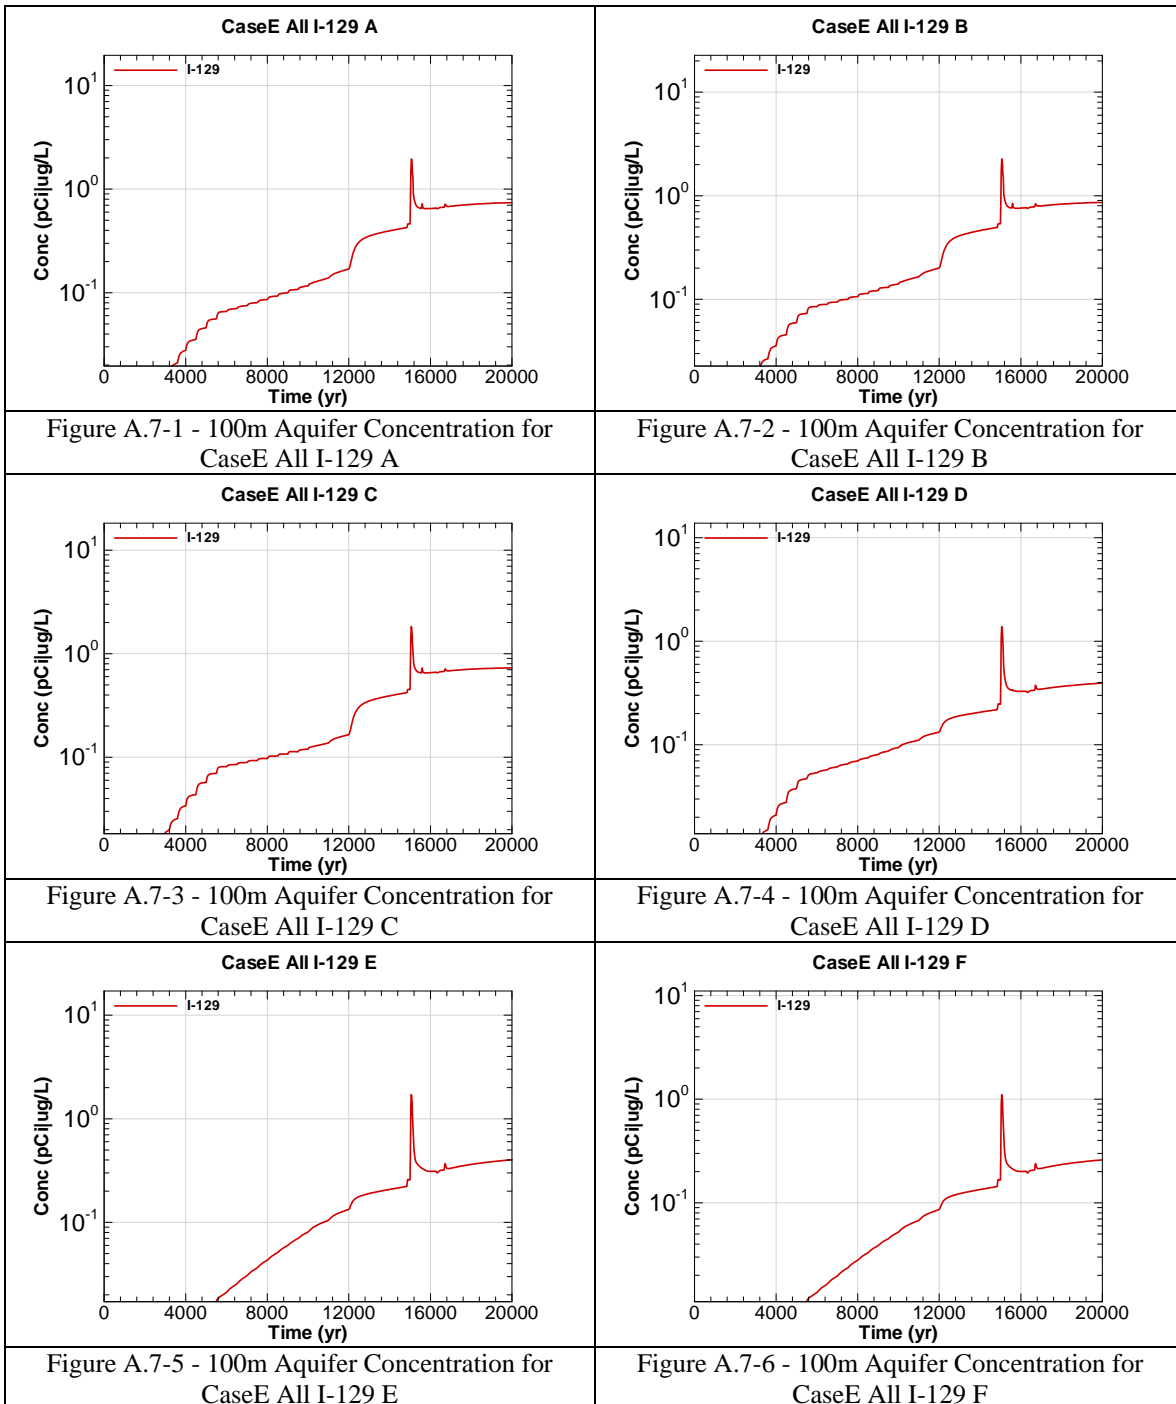 CaseE All I-129 A
I-129
Conc (pCi|ug/L)
10^1
10^0
10^-1
0 4000 8000 12000 16000 20000
Time (yr)
Figure A.7-1 - 100m Aquifer Concentration for
CaseE All I-129 A
CaseE All I-129 B
I-129
Conc (pCi|ug/L)
10^1
10^0
10^-1
0 4000 8000 12000 16000 20000
Time (yr)
Figure A.7-2 - 100m Aquifer Concentration for
CaseE All I-129 B
CaseE All I-129 C
I-129
Conc (pCi|ug/L)
10^1
10^0
10^-1
0 4000 8000 12000 16000 20000
Time (yr)
Figure A.7-3 - 100m Aquifer Concentration for
CaseE All I-129 C
CaseE All I-129 D
I-129
Conc (pCi|ug/L)
10^1
10^0
10^-1
0 4000 8000 12000 16000 20000
Time (yr)
Figure A.7-4 - 100m Aquifer Concentration for
CaseE All I-129 D
CaseE All I-129 E
I-129
Conc (pCi|ug/L)
10^1
10^0
10^-1
0 4000 8000 12000 16000 20000
Time (yr)
Figure A.7-5 - 100m Aquifer Concentration for
CaseE All I-129 E
CaseE All I-129 F
I-129
Conc (pCi|ug/L)
10^1
10^0
10^-1
0 4000 8000 12000 16000 20000
Time (yr)
Figure A.7-6 - 100m Aquifer Concentration for
CaseE All I-129 F